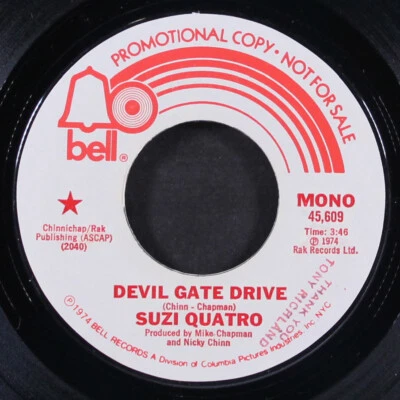 PROMOTIONAL COPY • NOT FOR SALE
bell®
MONO
45,609
Time: 3:46
℗ 1974
Rak Records Ltd.
Chinnichap/Rak
Publishing (ASCAP)
(2040)
DEVIL GATE DRIVE
(Chinn - Chapman)
SUZI QUATRO
Produced by Mike Chapman
and Nicky Chinn
THANK YOU
TONY RICHLAND
©1974 BELL RECORDS A Division of Columbia Pictures Industries, Inc. NYC